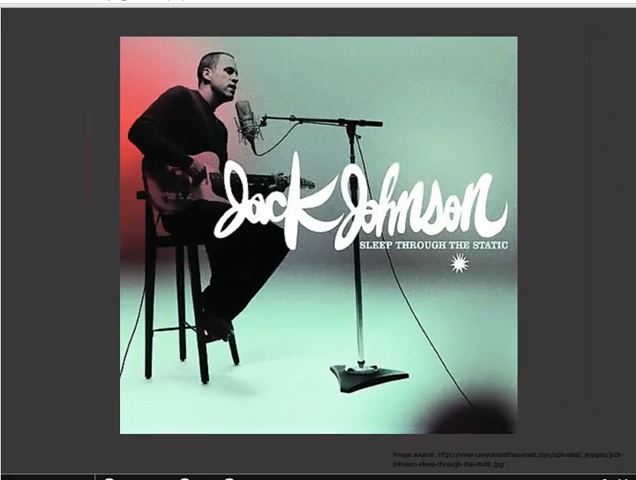 Jack Johnson
SLEEP THROUGH THE STATIC
Image source: http://www.canyouseethesunset.com/uploaded_images/jack-
johnson-sleep-through-the-static.jpg